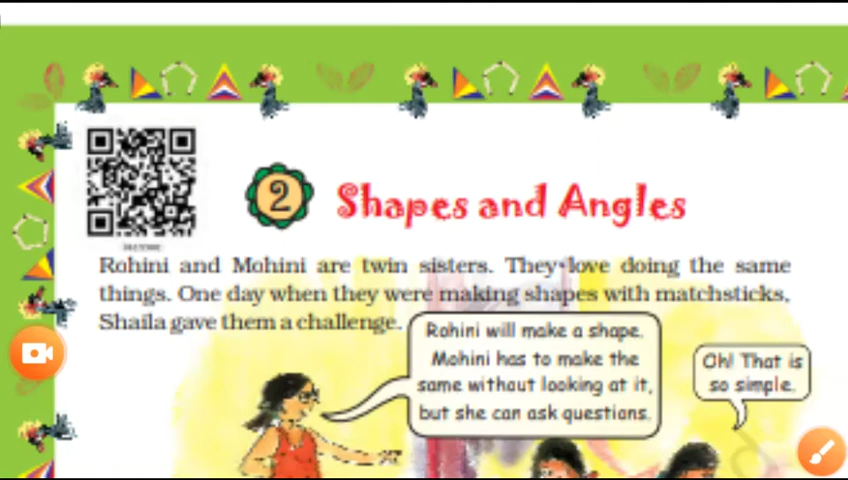 2 Shapes and Angles
Rohini and Mohini are twin sisters. They love doing the same
things. One day when they were making shapes with matchsticks,
Shaila gave them a challenge.
Rohini will make a shape.
Mohini has to make the
same without looking at it,
but she can ask questions.
Oh! That is
so simple.